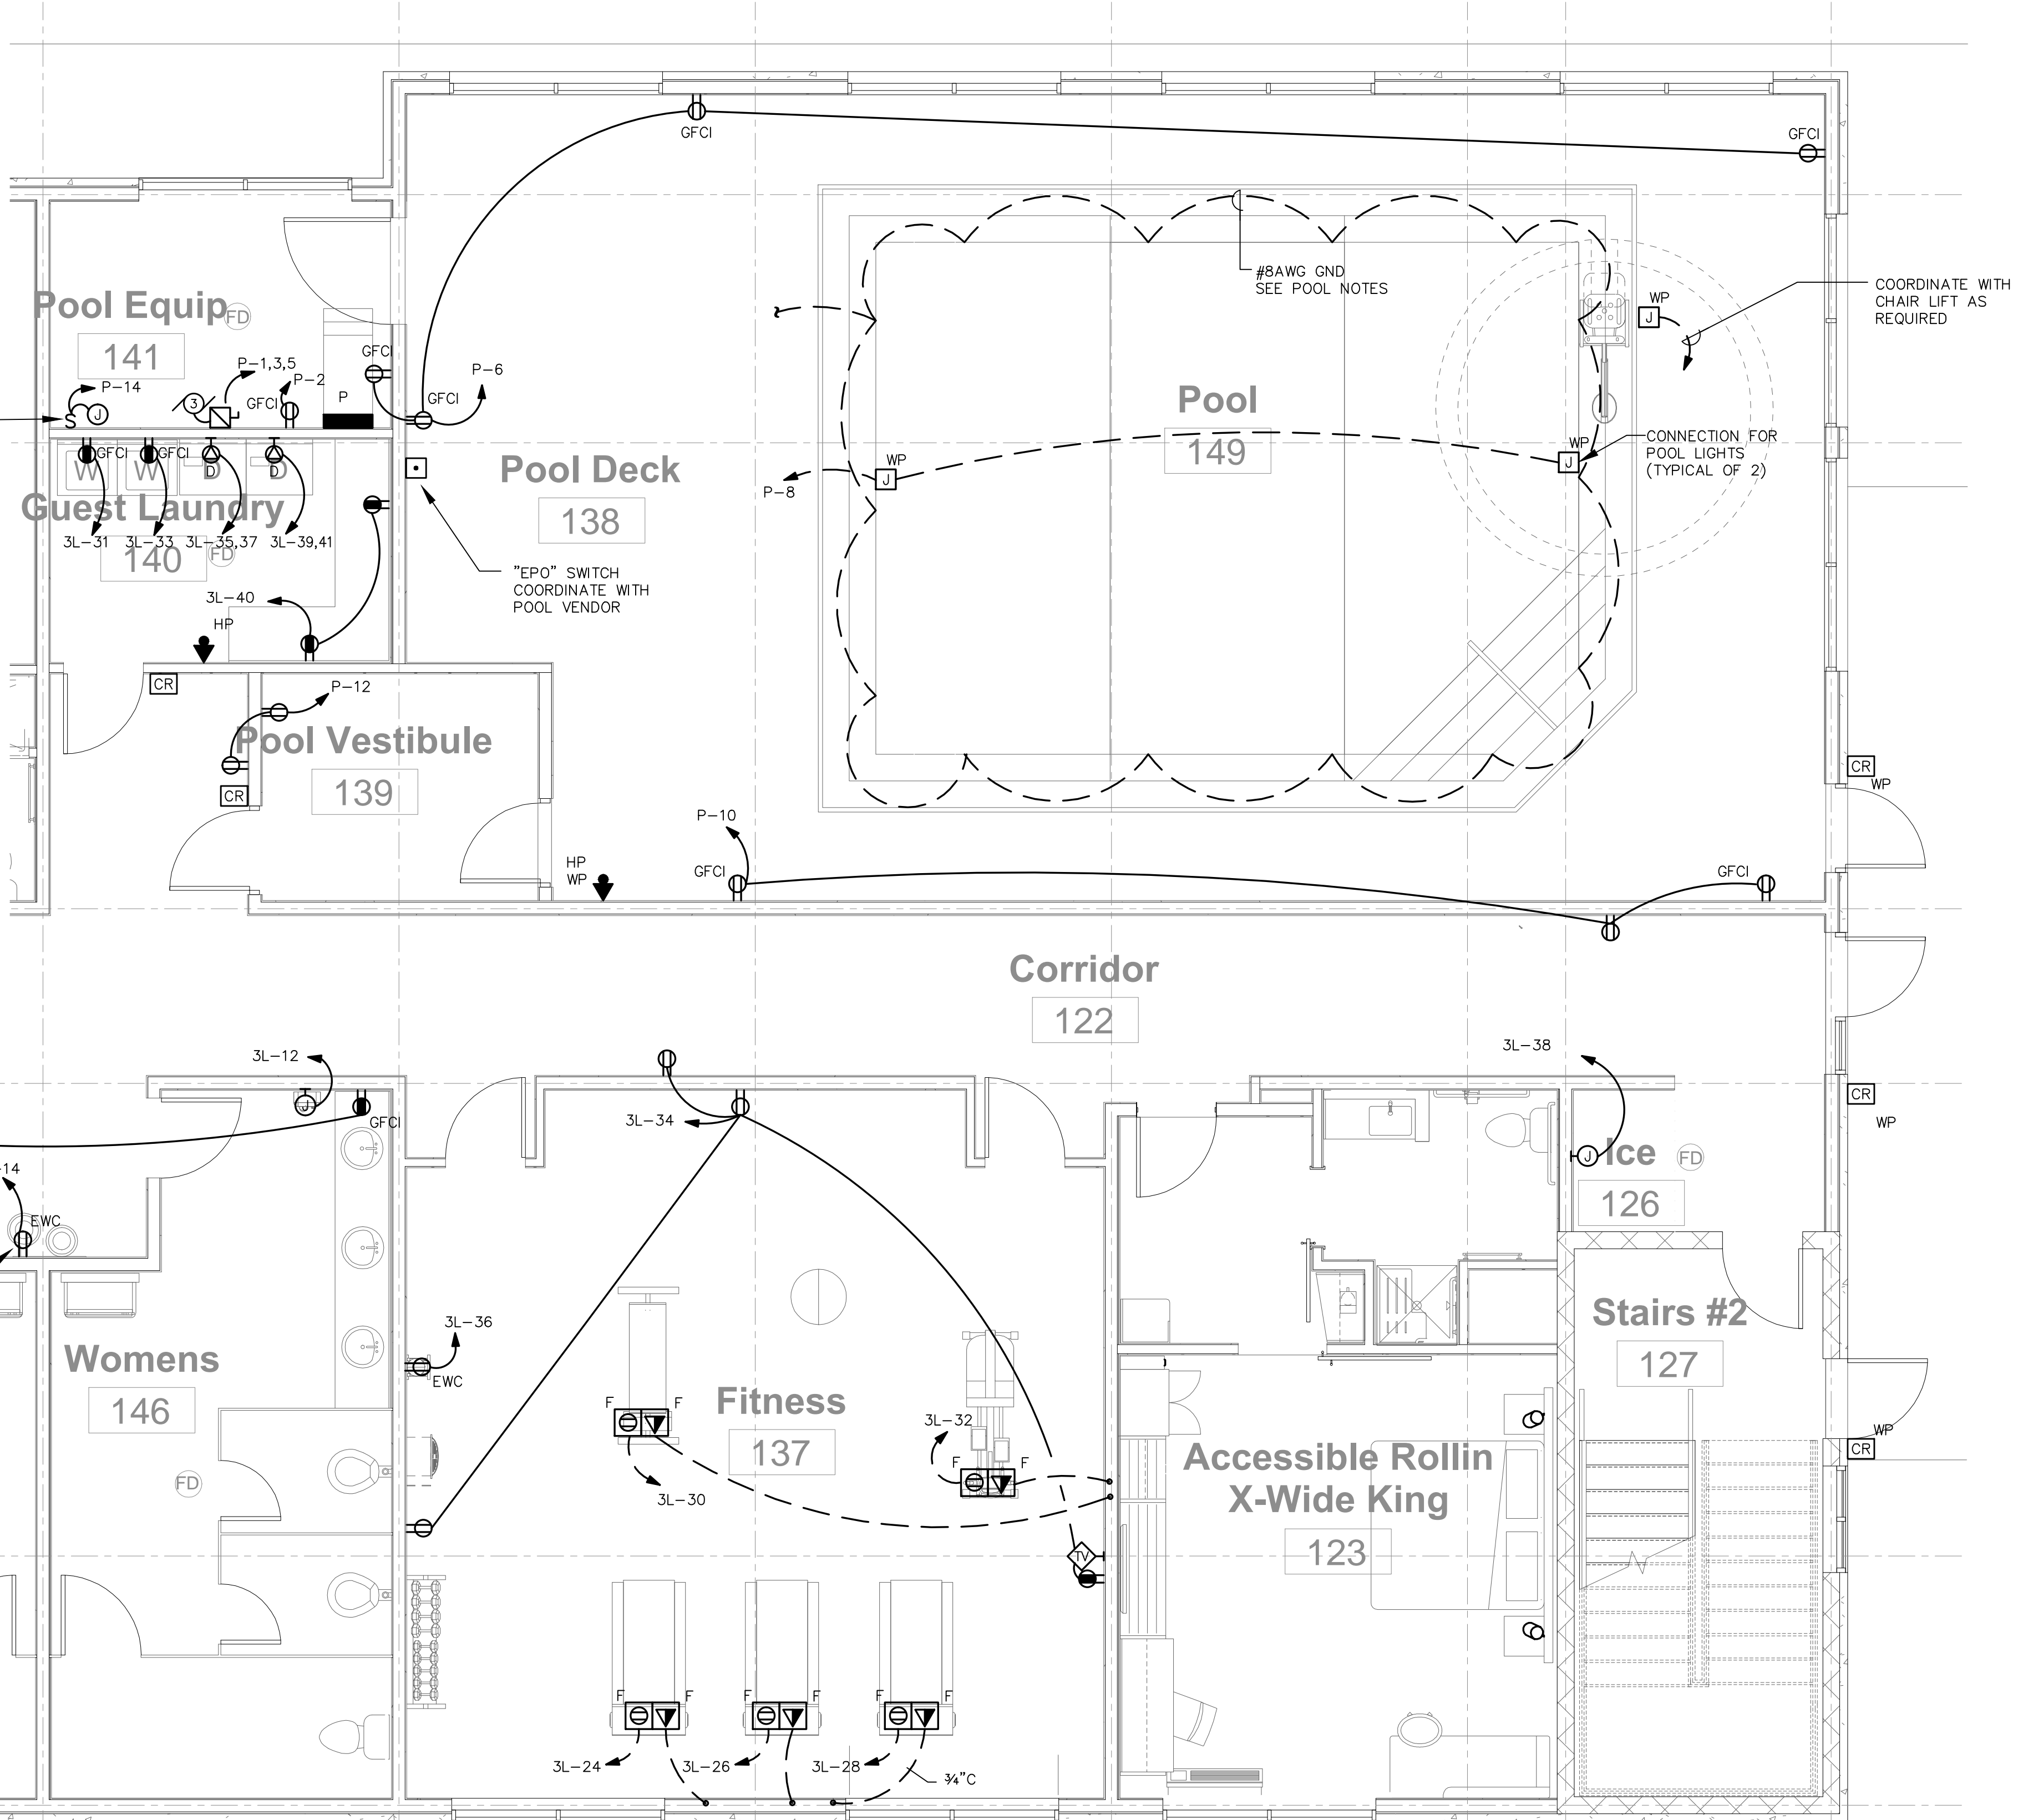 GFCI
GFCI
#8AWG GND
SEE POOL NOTES
COORDINATE WITH
CHAIR LIFT AS
REQUIRED
WP
J
Pool Equip
FD
141
GFCI
P-1,3,5
P-14
P-2
P
3
GFCI
S
J
GFCI
P-6
Pool
149
WP
J
CONNECTION FOR
POOL LIGHTS
(TYPICAL OF 2)
Pool Deck
138
WP
J
P-8
W
GFCI
W
GFCI
D
D
D
Guest Laundry
3L-31
3L-33
3L-35,37
3L-39,41
140
FD
"EPO" SWITCH
COORDINATE WITH
POOL VENDOR
3L-40
HP
CR
P-12
Pool Vestibule
139
CR
CR
WP
P-10
HP
WP
GFCI
GFCI
Corridor
122
3L-12
3L-38
J
GFCI
3L-34
CR
WP
J
Ice
FD
126
-14
EWC
Womens
146
FD
3L-36
EWC
F
F
3L-30
Fitness
137
3L-32
F
F
Accessible Rollin
X-Wide King
123
Stairs #2
127
WP
CR
TV
F
F
F
F
F
F
3L-24
3L-26
3L-28
¾"C